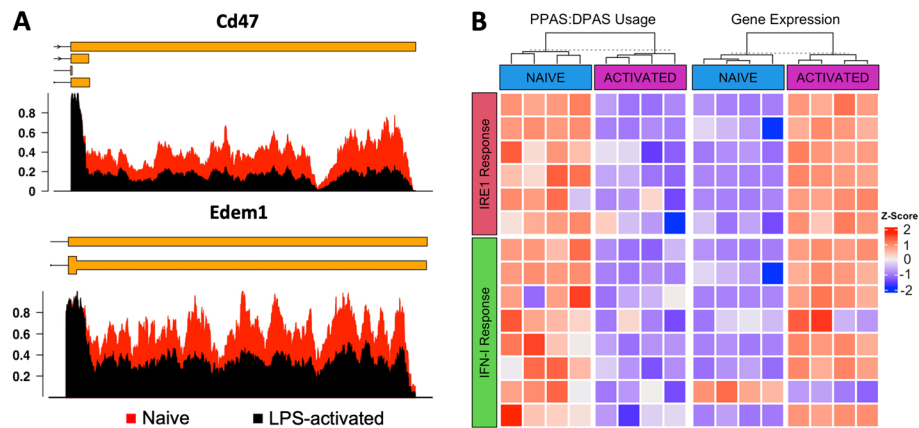 A
Cd47
0.8
0.6
0.4
0.2
0
Edem1
0.8
0.6
0.4
0.2
Naive
LPS-activated
B
PPAS:DPAS Usage
Gene Expression
NAIVE
ACTIVATED
NAIVE
ACTIVATED
IRE1 Response
IFN-I Response
Z-Score
2
1
0
-1
-2